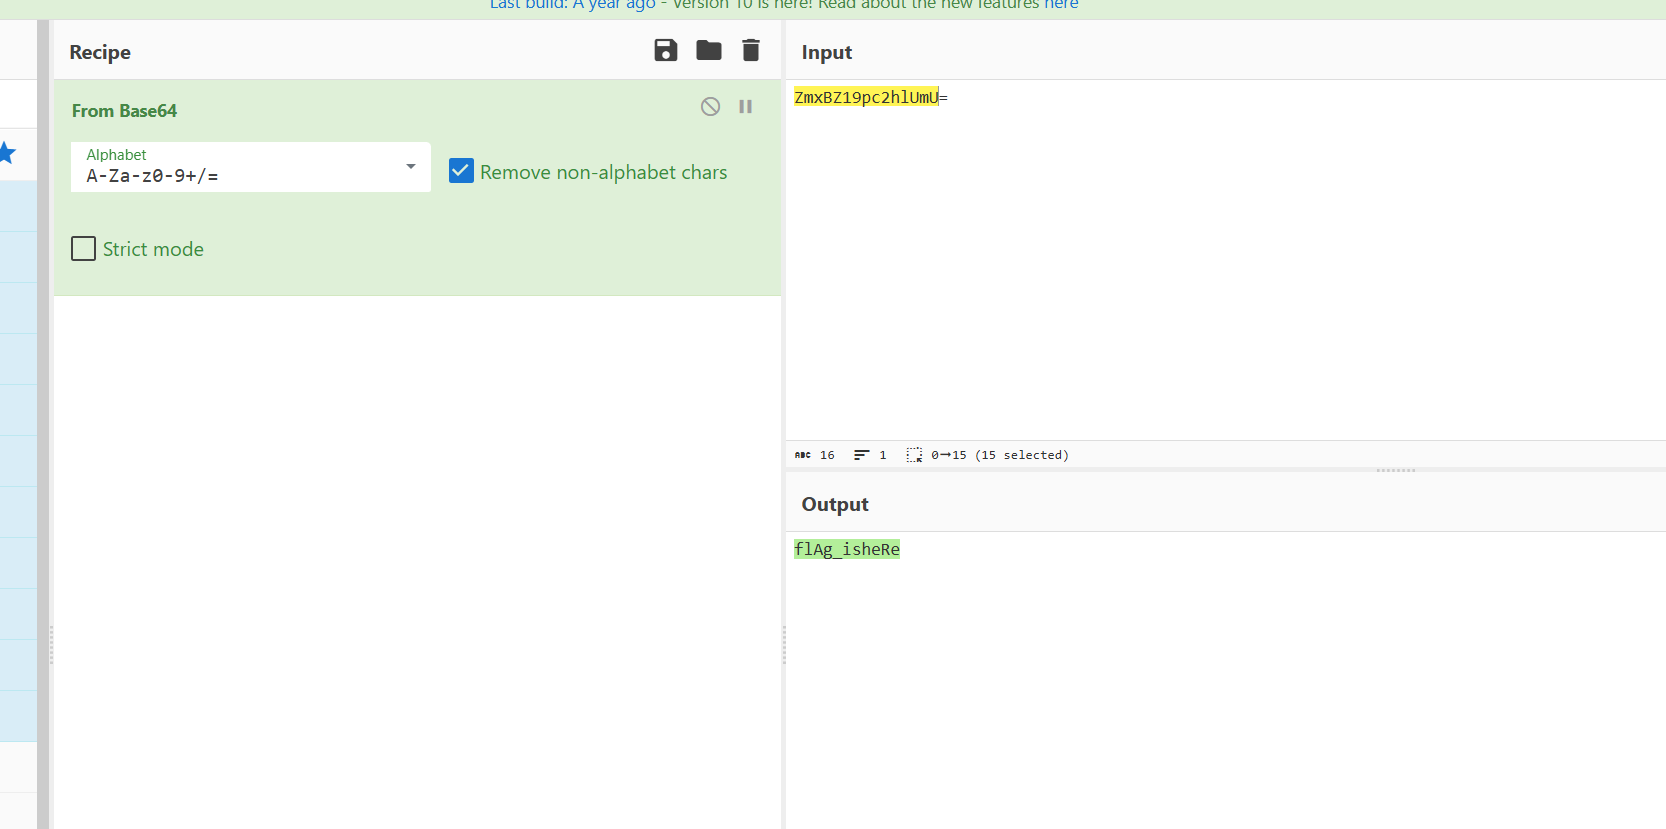 Last build: A year ago - Version 10 is here! Read about the new features here
Recipe
Input
From Base64
Alphabet
A-Za-z0-9+/=
Remove non-alphabet chars
Strict mode
ZmxBZ19pc2hlUmU=
ABC 16 1 0→15 (15 selected)
Output
flAg_isheRe